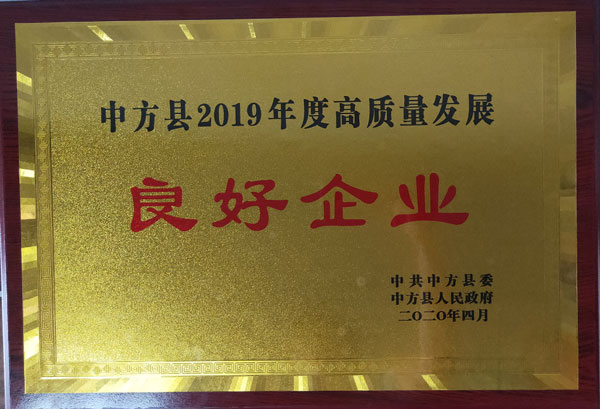 中方县2019年度高质量发展
良好企业
中共中方县委
中方县人民政府
二〇二〇年四月